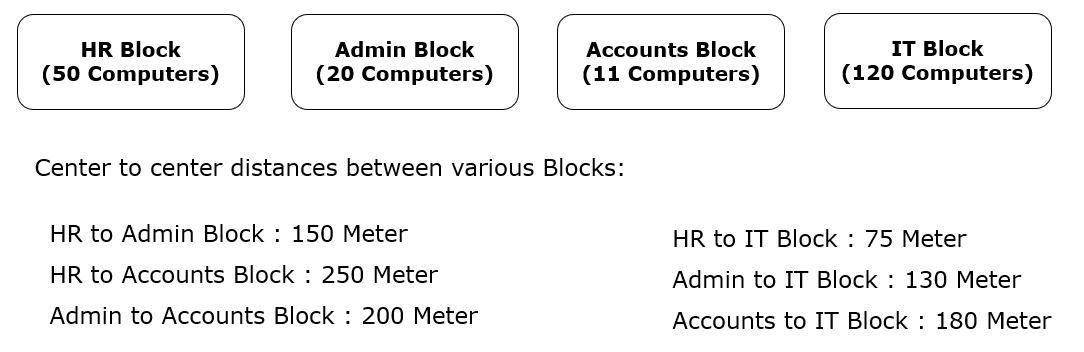 HR Block
(50 Computers)
Admin Block
(20 Computers)
Accounts Block
(11 Computers)
IT Block
(120 Computers)
Center to center distances between various Blocks:
HR to Admin Block : 150 Meter
HR to Accounts Block : 250 Meter
Admin to Accounts Block : 200 Meter
HR to IT Block : 75 Meter
Admin to IT Block : 130 Meter
Accounts to IT Block : 180 Meter